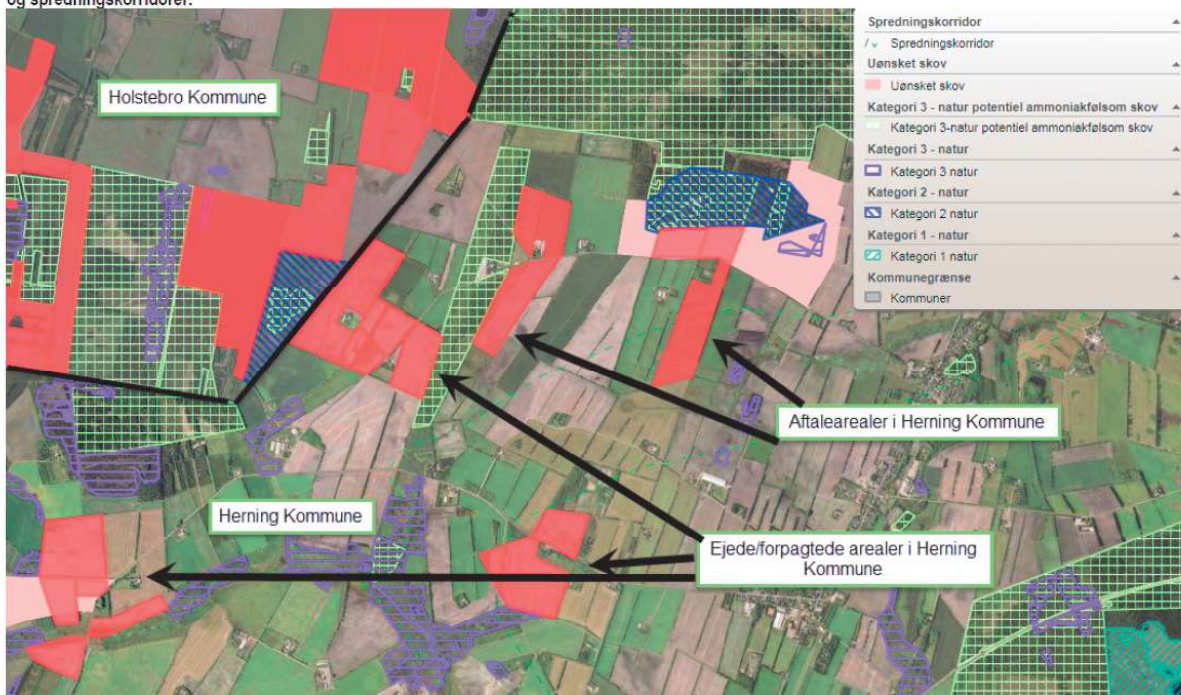 og spredningskorridorer.
Holstebro Kommune
Spredningskorridor
Spredningskorridor
Uønsket skov
Uønsket skov
Kategori 3 - natur potentiel ammoniakfølsom skov
Kategori 3-natur potentiel ammoniakfølsom skov
Kategori 3 - natur
Kategori 3 natur
Kategori 2 - natur
Kategori 2 natur
Kategori 1 - natur
Kategori 1 natur
Kommunegrænse
Kommuner
Aftalearealer i Herning Kommune
Herning Kommune
Ejede/forpagtede arealer i Herning
Kommune